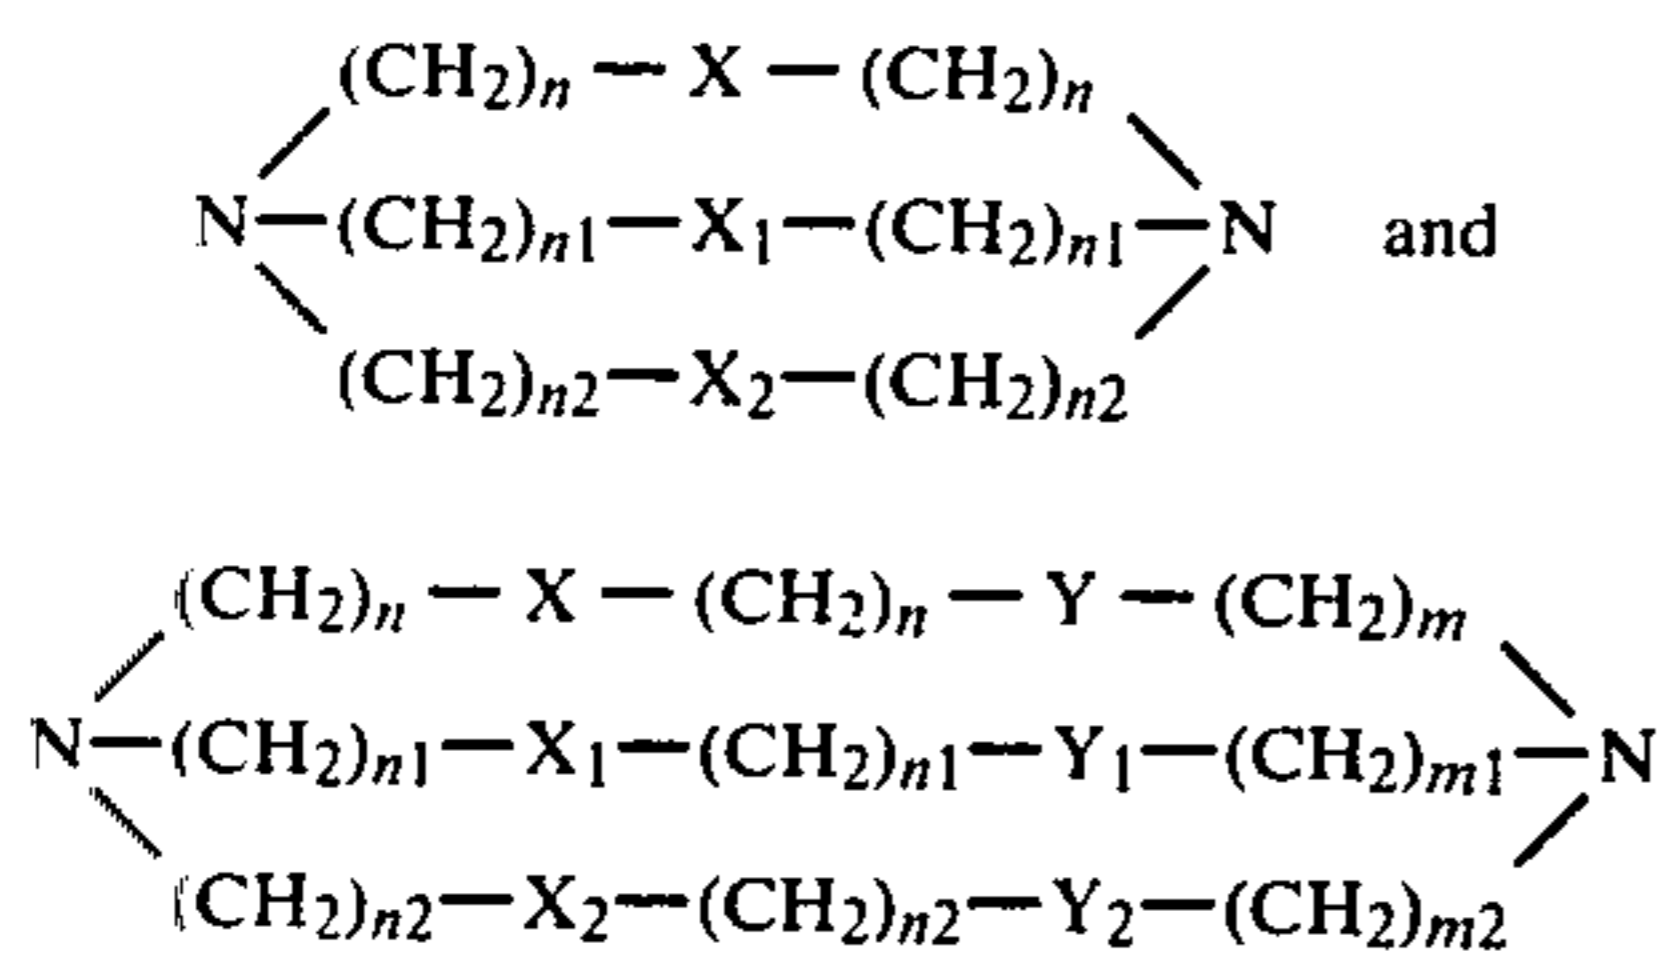 (CH₂)ₙ — X — (CH₂)ₙ
N—(CH₂)ₙ₁—X₁—(CH₂)ₙ₁—N and
(CH₂)ₙ₂—X₂—(CH₂)ₙ₂
(CH₂)ₙ — X — (CH₂)ₙ — Y — (CH₂)ₘ
N—(CH₂)ₙ₁—X₁—(CH₂)ₙ₁—Y₁—(CH₂)ₘ₁—N
(CH₂)ₙ₂—X₂—(CH₂)ₙ₂—Y₂—(CH₂)ₘ₂